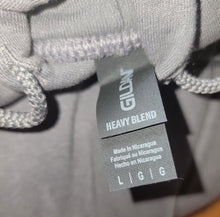 GILDAN
HEAVY BLEND
Made in Nicaragua
Fabriqué au Nicaragua
Hecho en Nicaragua
L | G | G